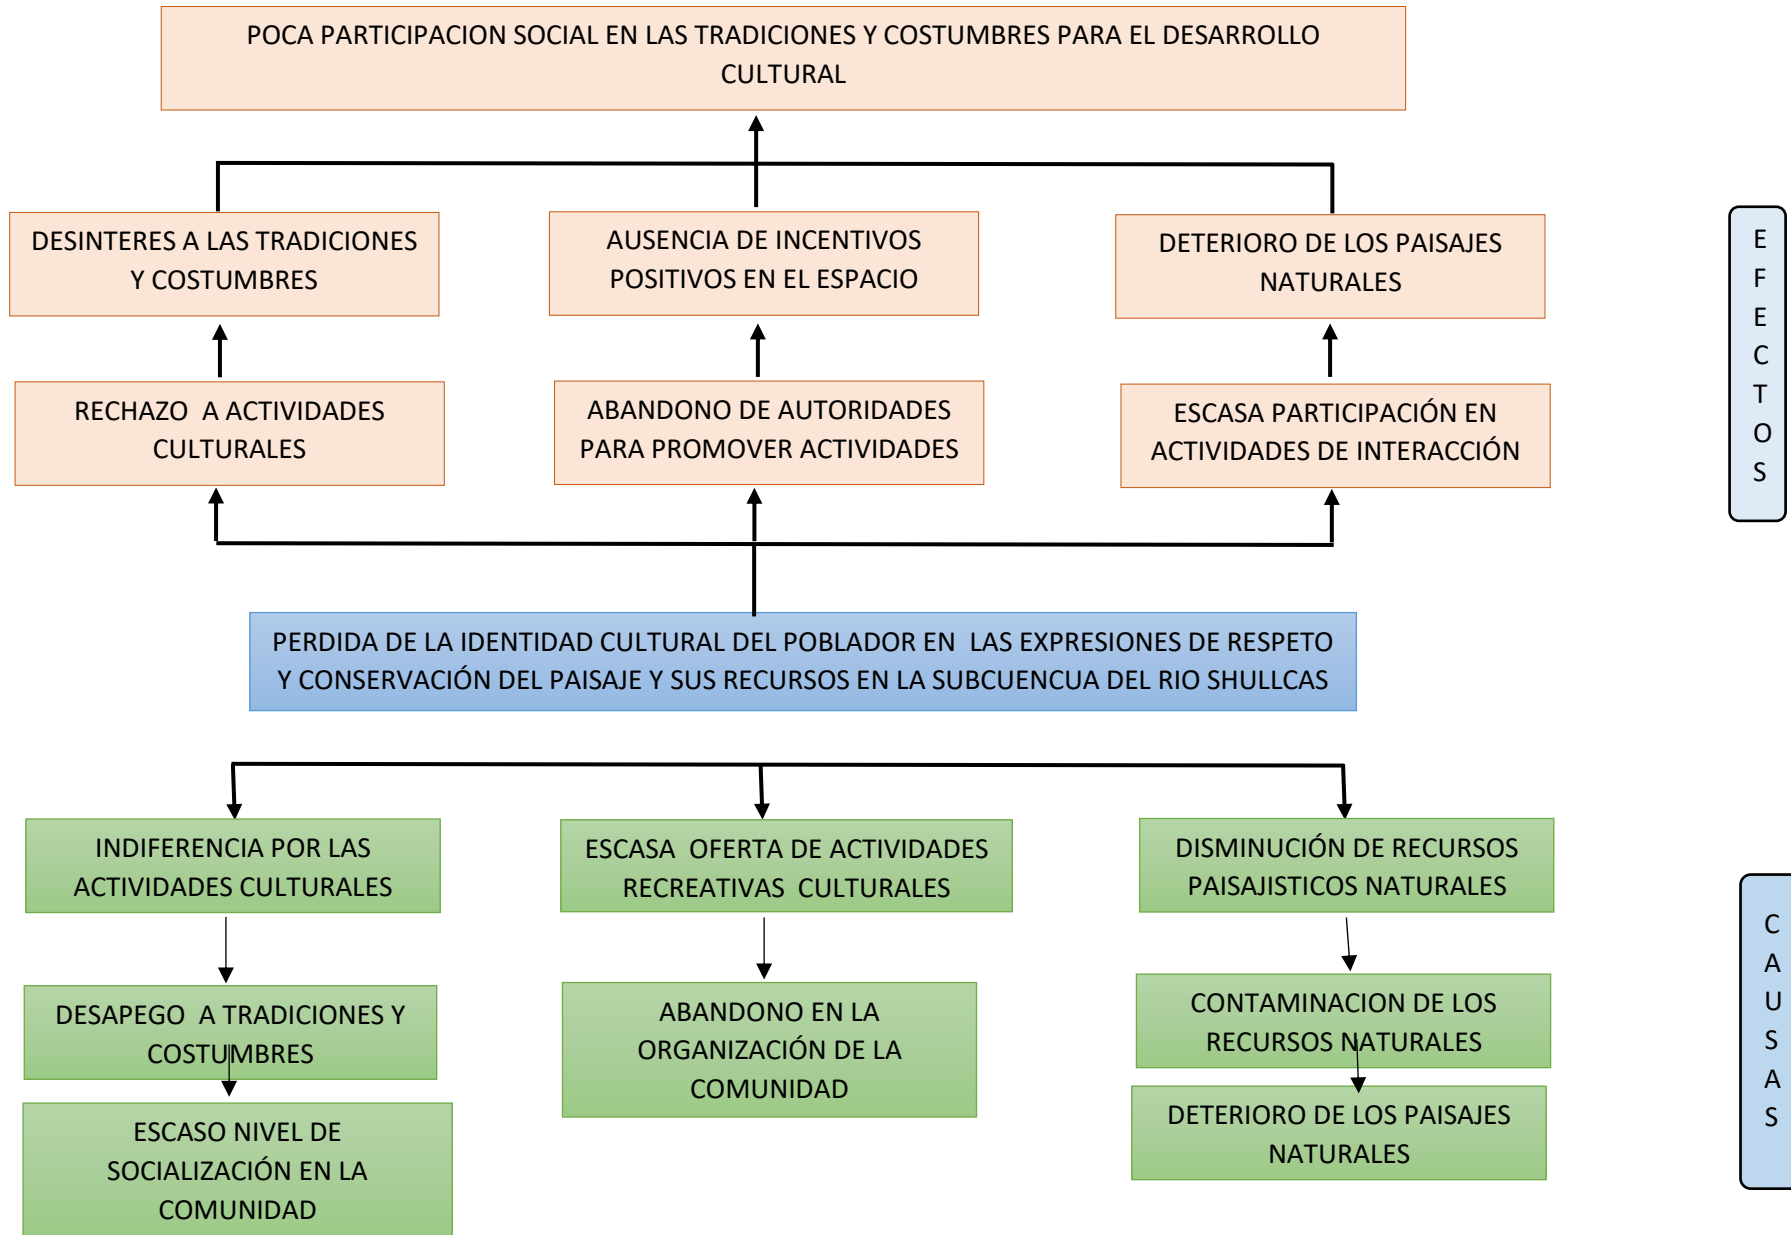 POCA PARTICIPACION SOCIAL EN LAS TRADICIONES Y COSTUMBRES PARA EL DESARROLLO
CULTURAL
DESINTERES A LAS TRADICIONES
Y COSTUMBRES
AUSENCIA DE INCENTIVOS
POSITIVOS EN EL ESPACIO
DETERIORO DE LOS PAISAJES
NATURALES
RECHAZO A ACTIVIDADES
CULTURALES
ABANDONO DE AUTORIDADES
PARA PROMOVER ACTIVIDADES
ESCASA PARTICIPACIÓN EN
ACTIVIDADES DE INTERACCIÓN
E
F
E
C
T
O
S
PERDIDA DE LA IDENTIDAD CULTURAL DEL POBLADOR EN LAS EXPRESIONES DE RESPETO
Y CONSERVACIÓN DEL PAISAJE Y SUS RECURSOS EN LA SUBCUENCUA DEL RIO SHULLCAS
INDIFERENCIA POR LAS
ACTIVIDADES CULTURALES
ESCASA OFERTA DE ACTIVIDADES
RECREATIVAS CULTURALES
DISMINUCIÓN DE RECURSOS
PAISAJISTICOS NATURALES
DESAPEGO A TRADICIONES Y
COSTUMBRES
ABANDONO EN LA
ORGANIZACIÓN DE LA
COMUNIDAD
CONTAMINACION DE LOS
RECURSOS NATURALES
ESCASO NIVEL DE
SOCIALIZACIÓN EN LA
COMUNIDAD
DETERIORO DE LOS PAISAJES
NATURALES
C
A
U
S
A
S